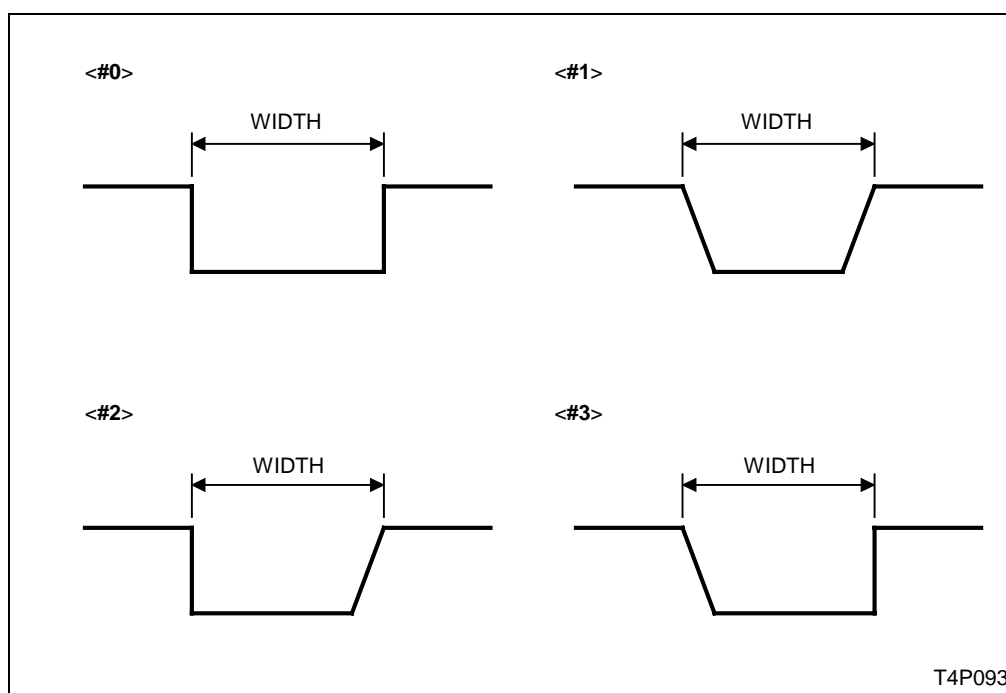 <#0>
<#1>
WIDTH
WIDTH
<#2>
<#3>
WIDTH
WIDTH
T4P093